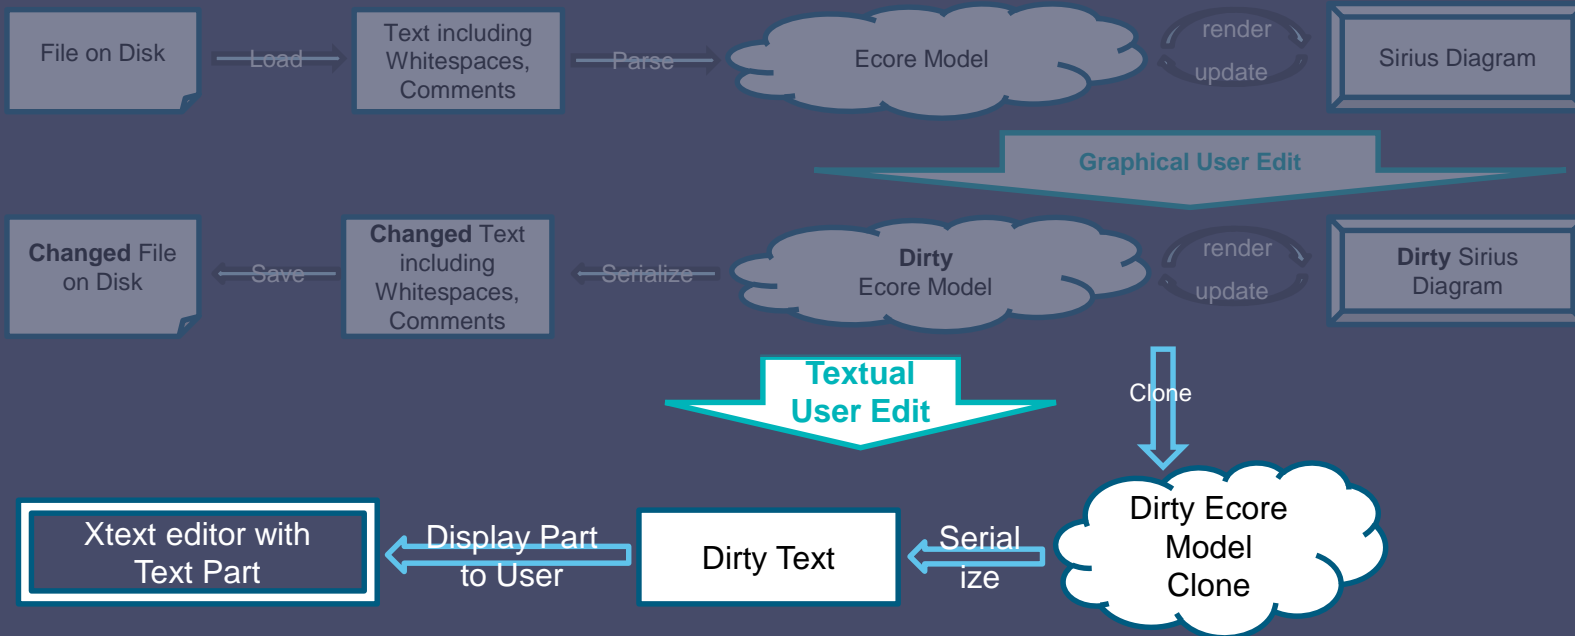 File on Disk
Load
Text including
Whitespaces,
Comments
Parse
Ecore Model
render
update
Sirius Diagram
Graphical User Edit
Changed File
on Disk
Save
Changed Text
including
Whitespaces,
Comments
Serialize
Dirty
Ecore Model
render
update
Dirty Sirius
Diagram
Textual
User Edit
Clone
Xtext editor with
Text Part
Display Part
to User
Dirty Text
Serial
ize
Dirty Ecore
Model
Clone